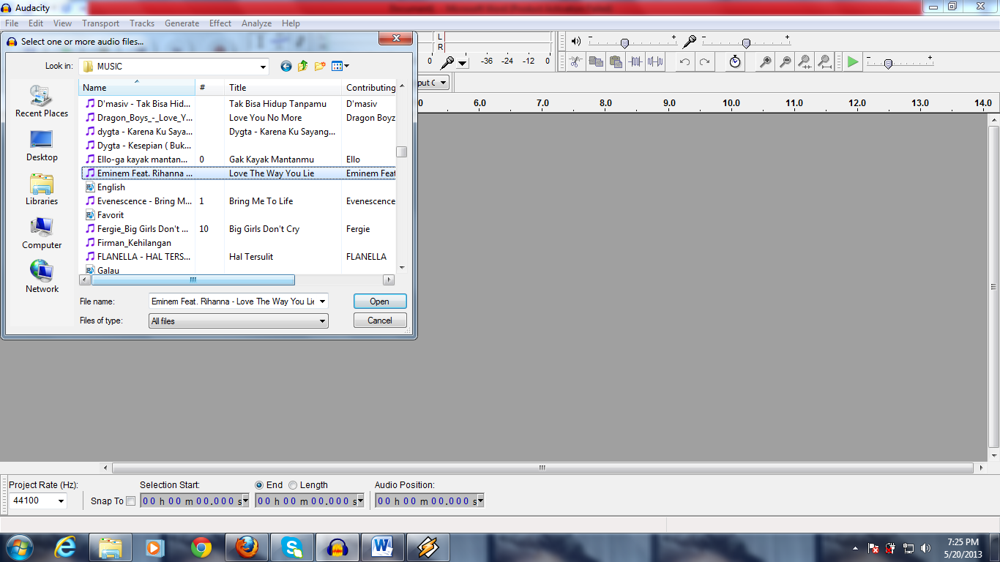 Audacity
File Edit View Transport Tracks Generate Effect Analyze Help
Select one or more audio files...
Look in: MUSIC
Name # Title Contributing
D'masiv - Tak Bisa Hid... Tak Bisa Hidup Tanpamu D'masiv
Dragon_Boys_-_Love_Y... Love You No More Dragon Boyz
dygta - Karena Ku Saya... Dygta - Karena Ku Sayang...
Dygta - Kesepian ( Buk...
Ello-ga kayak mantan... 0 Gak Kayak Mantanmu Ello
Eminem Feat. Rihanna ... Love The Way You Lie Eminem Feat
English
Evenescence - Bring M... 1 Bring Me To Life Evenescence
Favorit
Fergie_Big Girls Don't ... 10 Big Girls Don't Cry Fergie
Firman_Kehilangan
FLANELLA - HAL TERS... Hal Tersulit FLANELLA
Galau
Recent Places
Desktop
Libraries
Computer
Network
File name: Eminem Feat. Rihanna - Love The Way You Lie Open
Files of type: All files Cancel
L
R
0 -36 -24 -12 0
put C
0 6.0 7.0 8.0 9.0 10.0 11.0 12.0 13.0 14.0
Project Rate (Hz): Selection Start: End Length Audio Position:
44100 Snap To 00 h 00 m 00.000 s 00 h 00 m 00.000 s 00 h 00 m 00.000 s
7:25 PM
5/20/2013